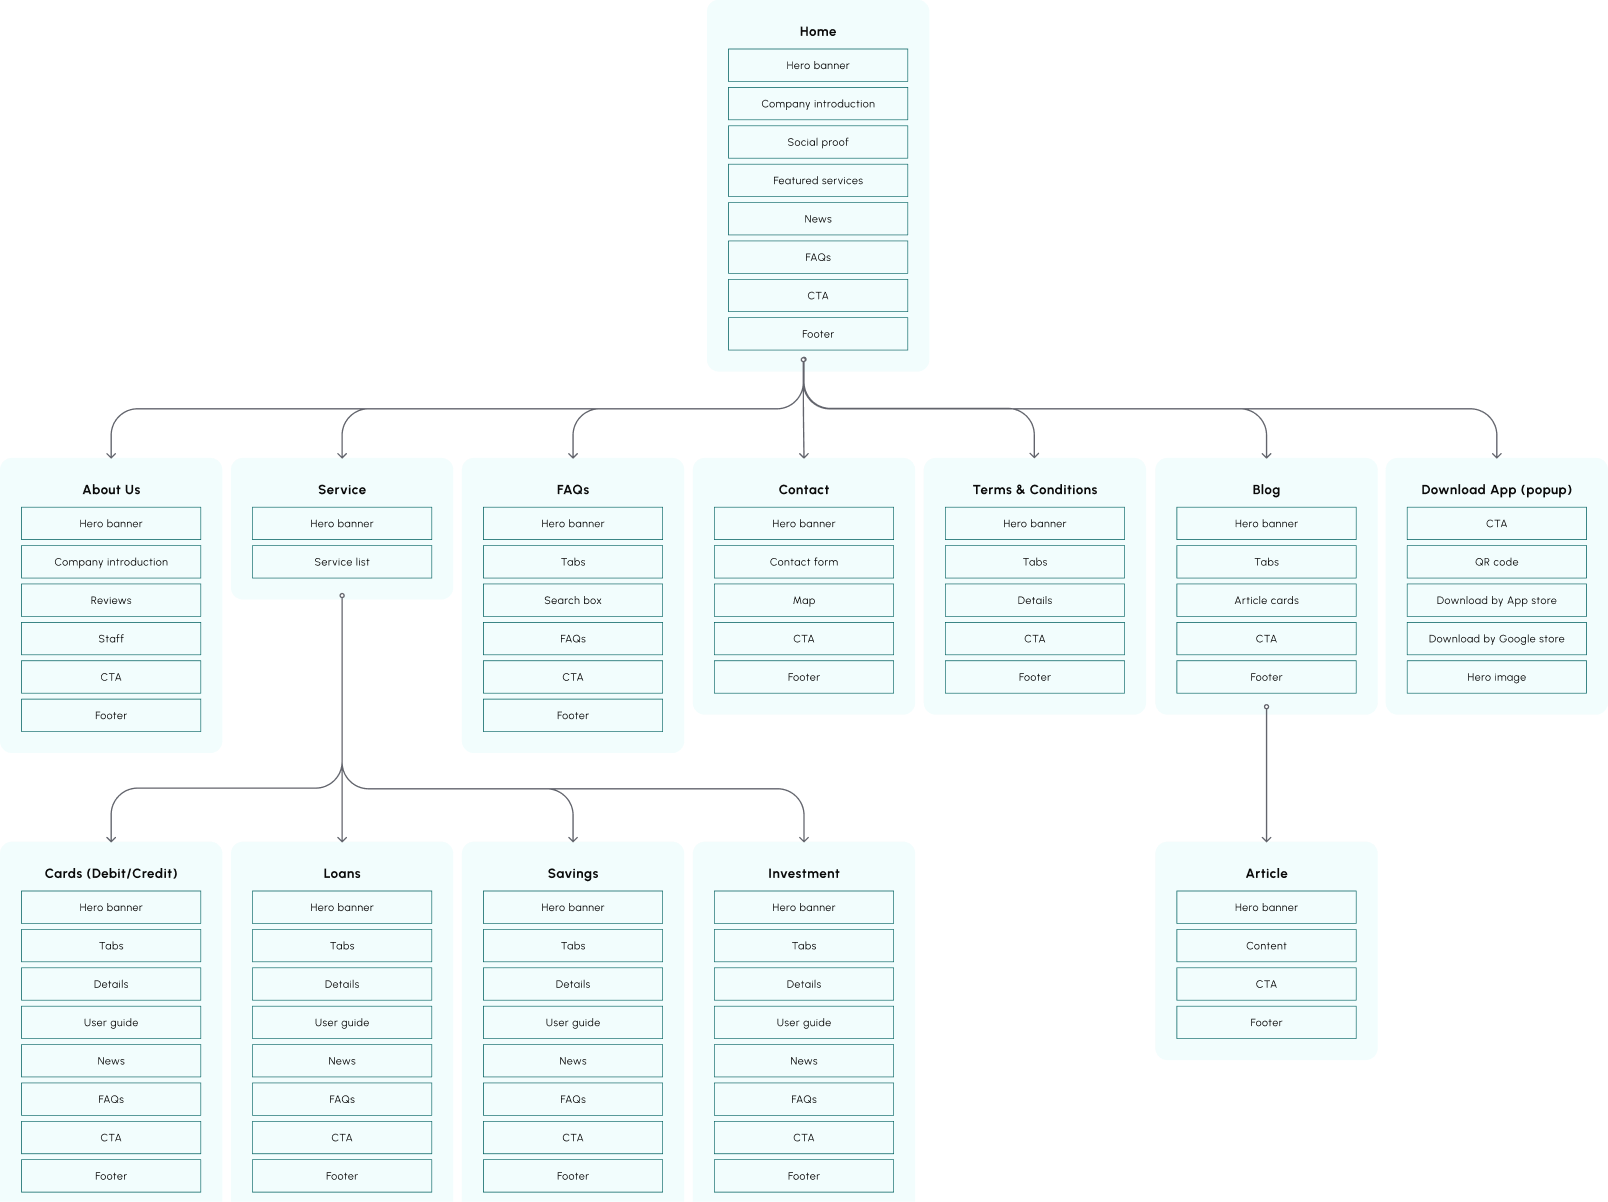 Home
Hero banner
Company introduction
Social proof
Featured services
News
FAQs
CTA
Footer
About Us
Hero banner
Company introduction
Reviews
Staff
CTA
Footer
Service
Hero banner
Service list
FAQs
Hero banner
Tabs
Search box
FAQs
CTA
Footer
Contact
Hero banner
Contact form
Map
CTA
Footer
Terms & Conditions
Hero banner
Tabs
Details
CTA
Footer
Blog
Hero banner
Tabs
Article cards
CTA
Footer
Download App (popup)
CTA
QR code
Download by App store
Download by Google store
Hero image
Cards (Debit/Credit)
Hero banner
Tabs
Details
User guide
News
FAQs
CTA
Footer
Loans
Hero banner
Tabs
Details
User guide
News
FAQs
CTA
Footer
Savings
Hero banner
Tabs
Details
User guide
News
FAQs
CTA
Footer
Investment
Hero banner
Tabs
Details
User guide
News
FAQs
CTA
Footer
Article
Hero banner
Content
CTA
Footer